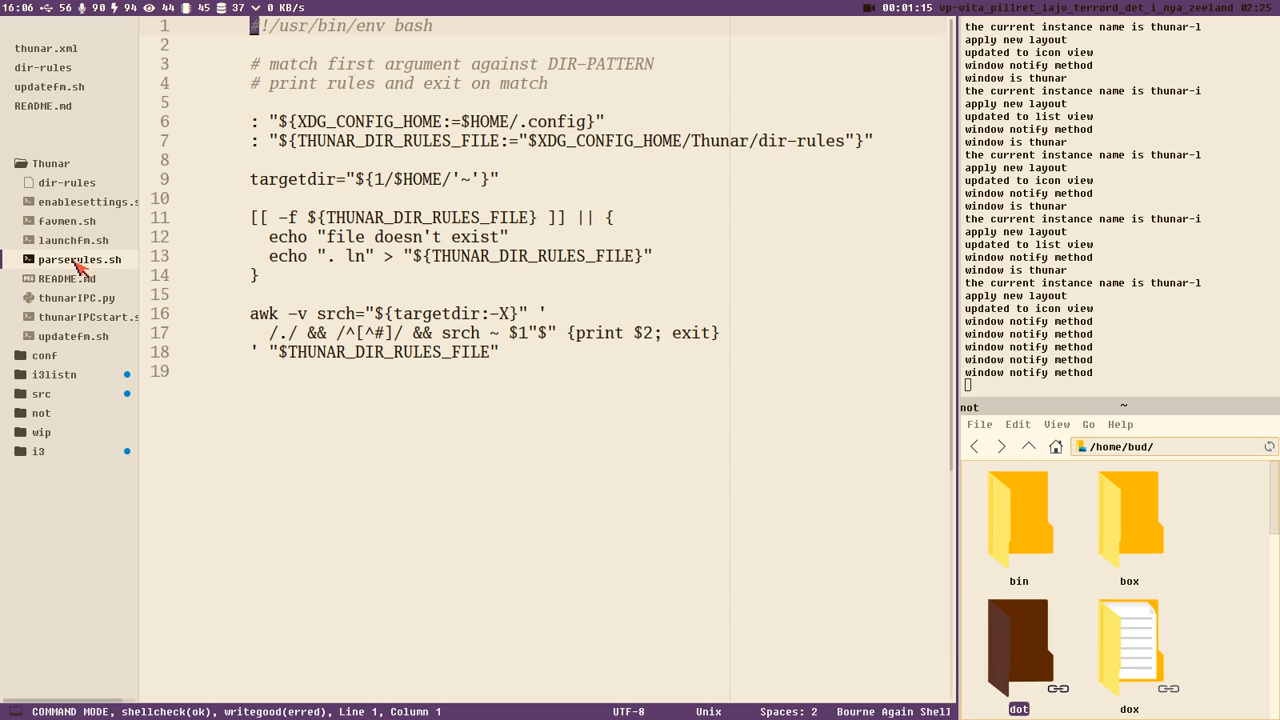 16:06 56 90 94 44 45 37 0 KB/s
00:01:15 vp-vita_pillret_lajv_terrord_det_i_nya_zeeland 02:25
thunar.xml
dir-rules
updatefm.sh
README.md
Thunar
dir-rules
enablesettings.s
favmen.sh
launchfm.sh
parserules.sh
README.md
thunarIPC.py
thunarIPCstart.s
updatefm.sh
conf
i3listn
src
not
wip
i3
1 #!/usr/bin/env bash
2
3 # match first argument against DIR-PATTERN
4 # print rules and exit on match
5
6 : "${XDG_CONFIG_HOME:=$HOME/.config}"
7 : "${THUNAR_DIR_RULES_FILE:="$XDG_CONFIG_HOME/Thunar/dir-rules"}"
8
9 targetdir="${1/$HOME/'~'}"
10
11 [[ -f ${THUNAR_DIR_RULES_FILE} ]] || {
12 echo "file doesn't exist"
13 echo ". ln" > "${THUNAR_DIR_RULES_FILE}"
14 }
15
16 awk -v srch="${targetdir:-X}" '
17 /./ && /^[^#]/ && srch ~ $1"$" {print $2; exit}
18 ' "$THUNAR_DIR_RULES_FILE"
19
COMMAND MODE, shellcheck(ok), writegood(erred), Line 1, Column 1
UTF-8 Unix Spaces: 2 Bourne Again Shell
the current instance name is thunar-l
apply new layout
updated to icon view
window notify method
window is thunar
the current instance name is thunar-i
apply new layout
updated to list view
window notify method
window is thunar
the current instance name is thunar-l
apply new layout
updated to icon view
window notify method
window is thunar
the current instance name is thunar-i
apply new layout
updated to list view
window notify method
window is thunar
the current instance name is thunar-l
apply new layout
updated to icon view
window notify method
window notify method
window notify method
window notify method
window notify method
not ~
File Edit View Go Help
/home/bud/
bin box
dot dox